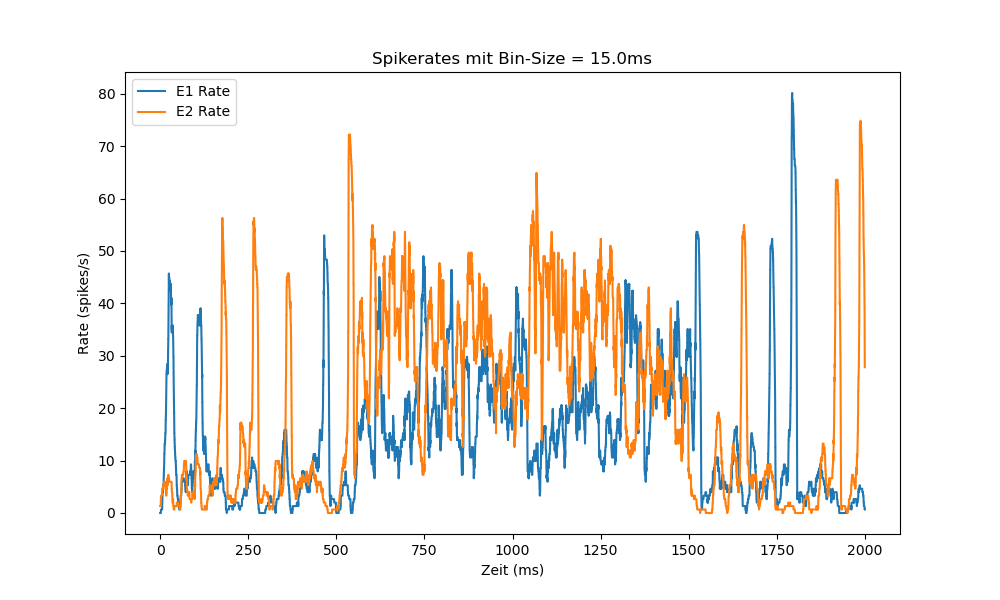 Spikerates mit Bin-Size = 15.0ms
E1 Rate
E2 Rate
80
70
60
50
40
30
20
10
0
Rate (spikes/s)
0 250 500 750 1000 1250 1500 1750 2000
Zeit (ms)